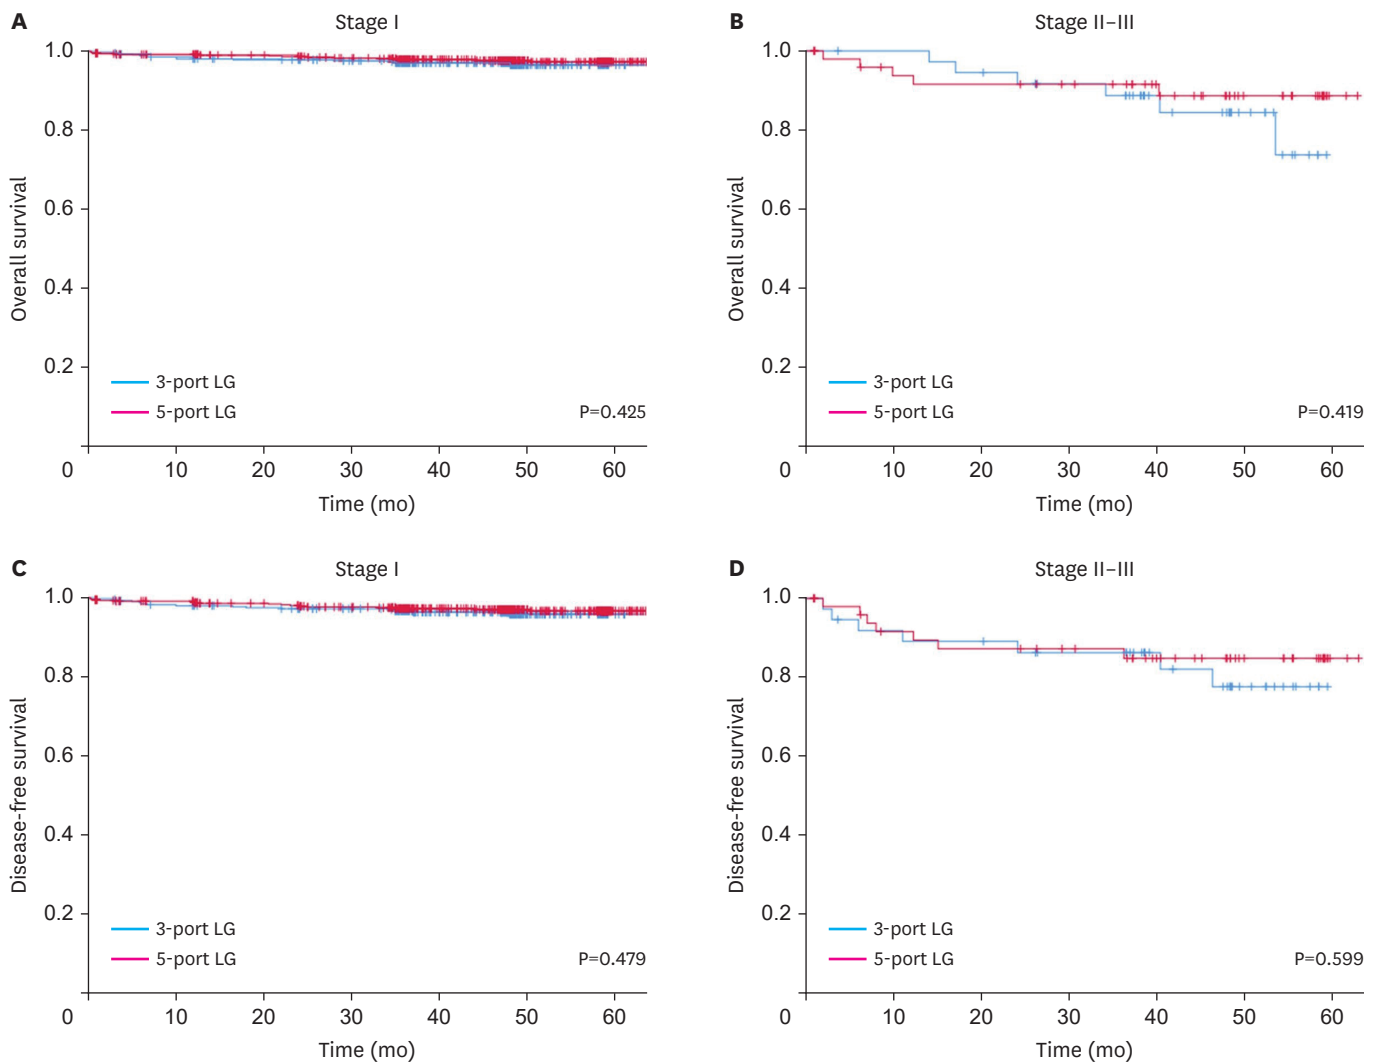 A
Stage I
1.0
0.8
0.6
0.4
0.2
Overall survival
3-port LG
5-port LG
P=0.425
0 10 20 30 40 50 60
Time (mo)
B
Stage II–III
1.0
0.8
0.6
0.4
0.2
Overall survival
3-port LG
5-port LG
P=0.419
0 10 20 30 40 50 60
Time (mo)
C
Stage I
1.0
0.8
0.6
0.4
0.2
Disease-free survival
3-port LG
5-port LG
P=0.479
0 10 20 30 40 50 60
Time (mo)
D
Stage II–III
1.0
0.8
0.6
0.4
0.2
Disease-free survival
3-port LG
5-port LG
P=0.599
0 10 20 30 40 50 60
Time (mo)